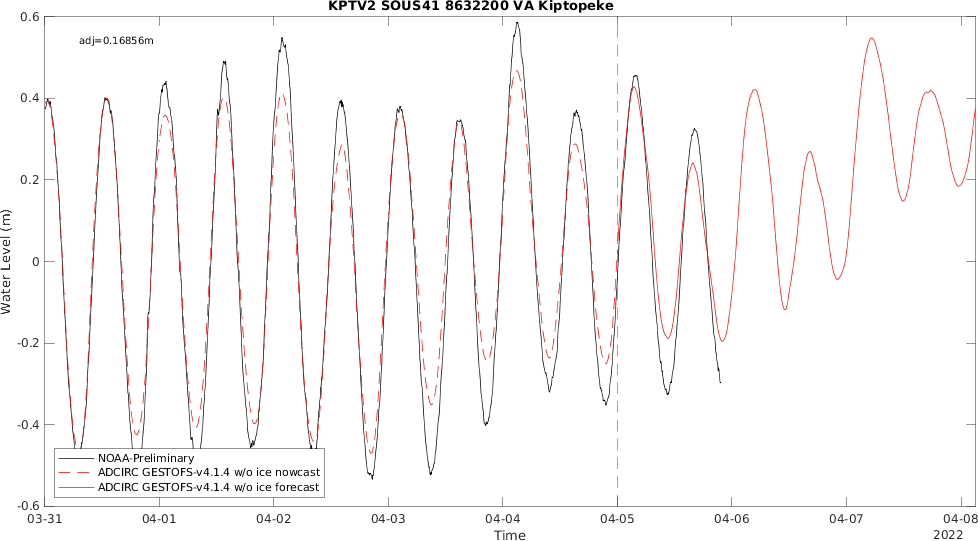 KPTV2 SOUS41 8632200 VA Kiptopeke
adj=0.16856m
0.6
0.4
0.2
0
-0.2
-0.4
-0.6
Water Level (m)
NOAA-Preliminary
ADCIRC GESTOFS-v4.1.4 w/o ice nowcast
ADCIRC GESTOFS-v4.1.4 w/o ice forecast
03-31 04-01 04-02 04-03 04-04 04-05 04-06 04-07 04-08
Time
2022